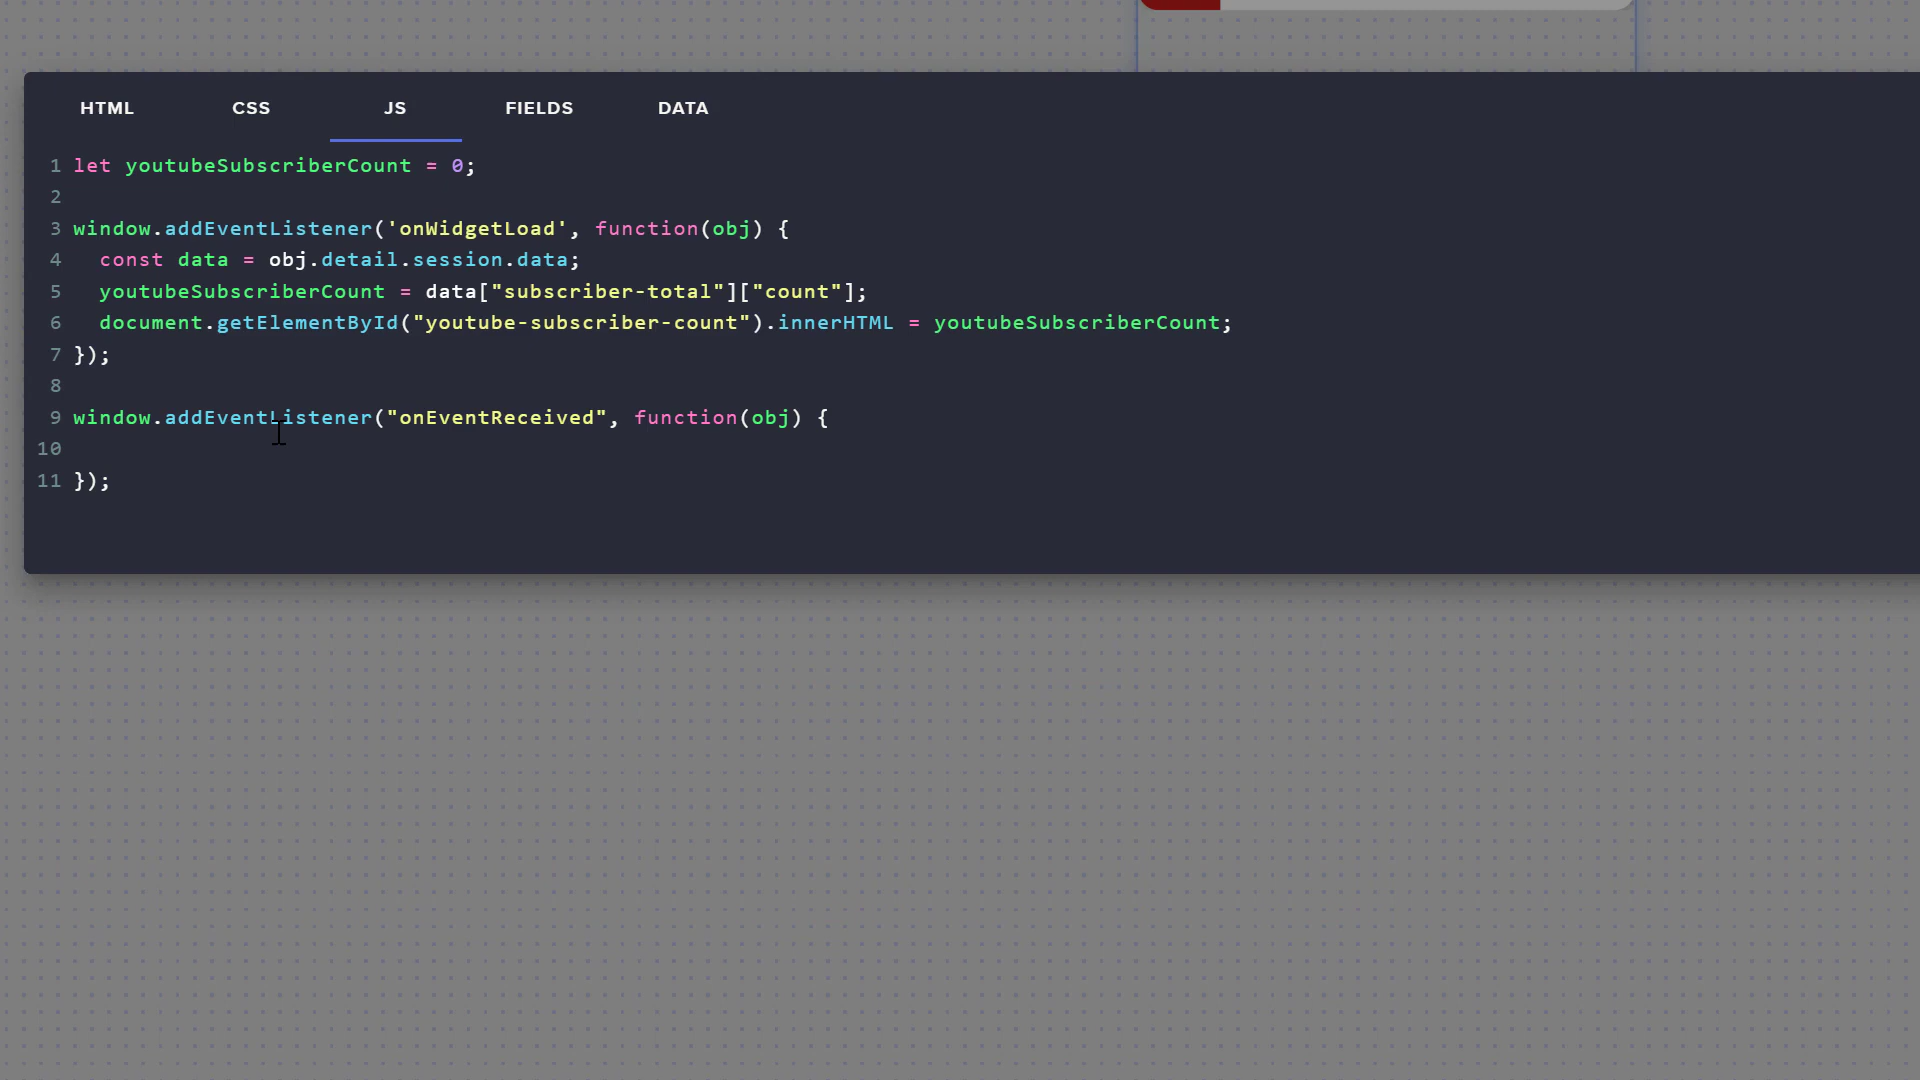 HTML CSS JS FIELDS DATA
1 let youtubeSubscriberCount = 0;
2
3 window.addEventListener('onWidgetLoad', function(obj) {
4   const data = obj.detail.session.data;
5   youtubeSubscriberCount = data["subscriber-total"]["count"];
6   document.getElementById("youtube-subscriber-count").innerHTML = youtubeSubscriberCount;
7 });
8
9 window.addEventListener("onEventReceived", function(obj) {
10
11 });